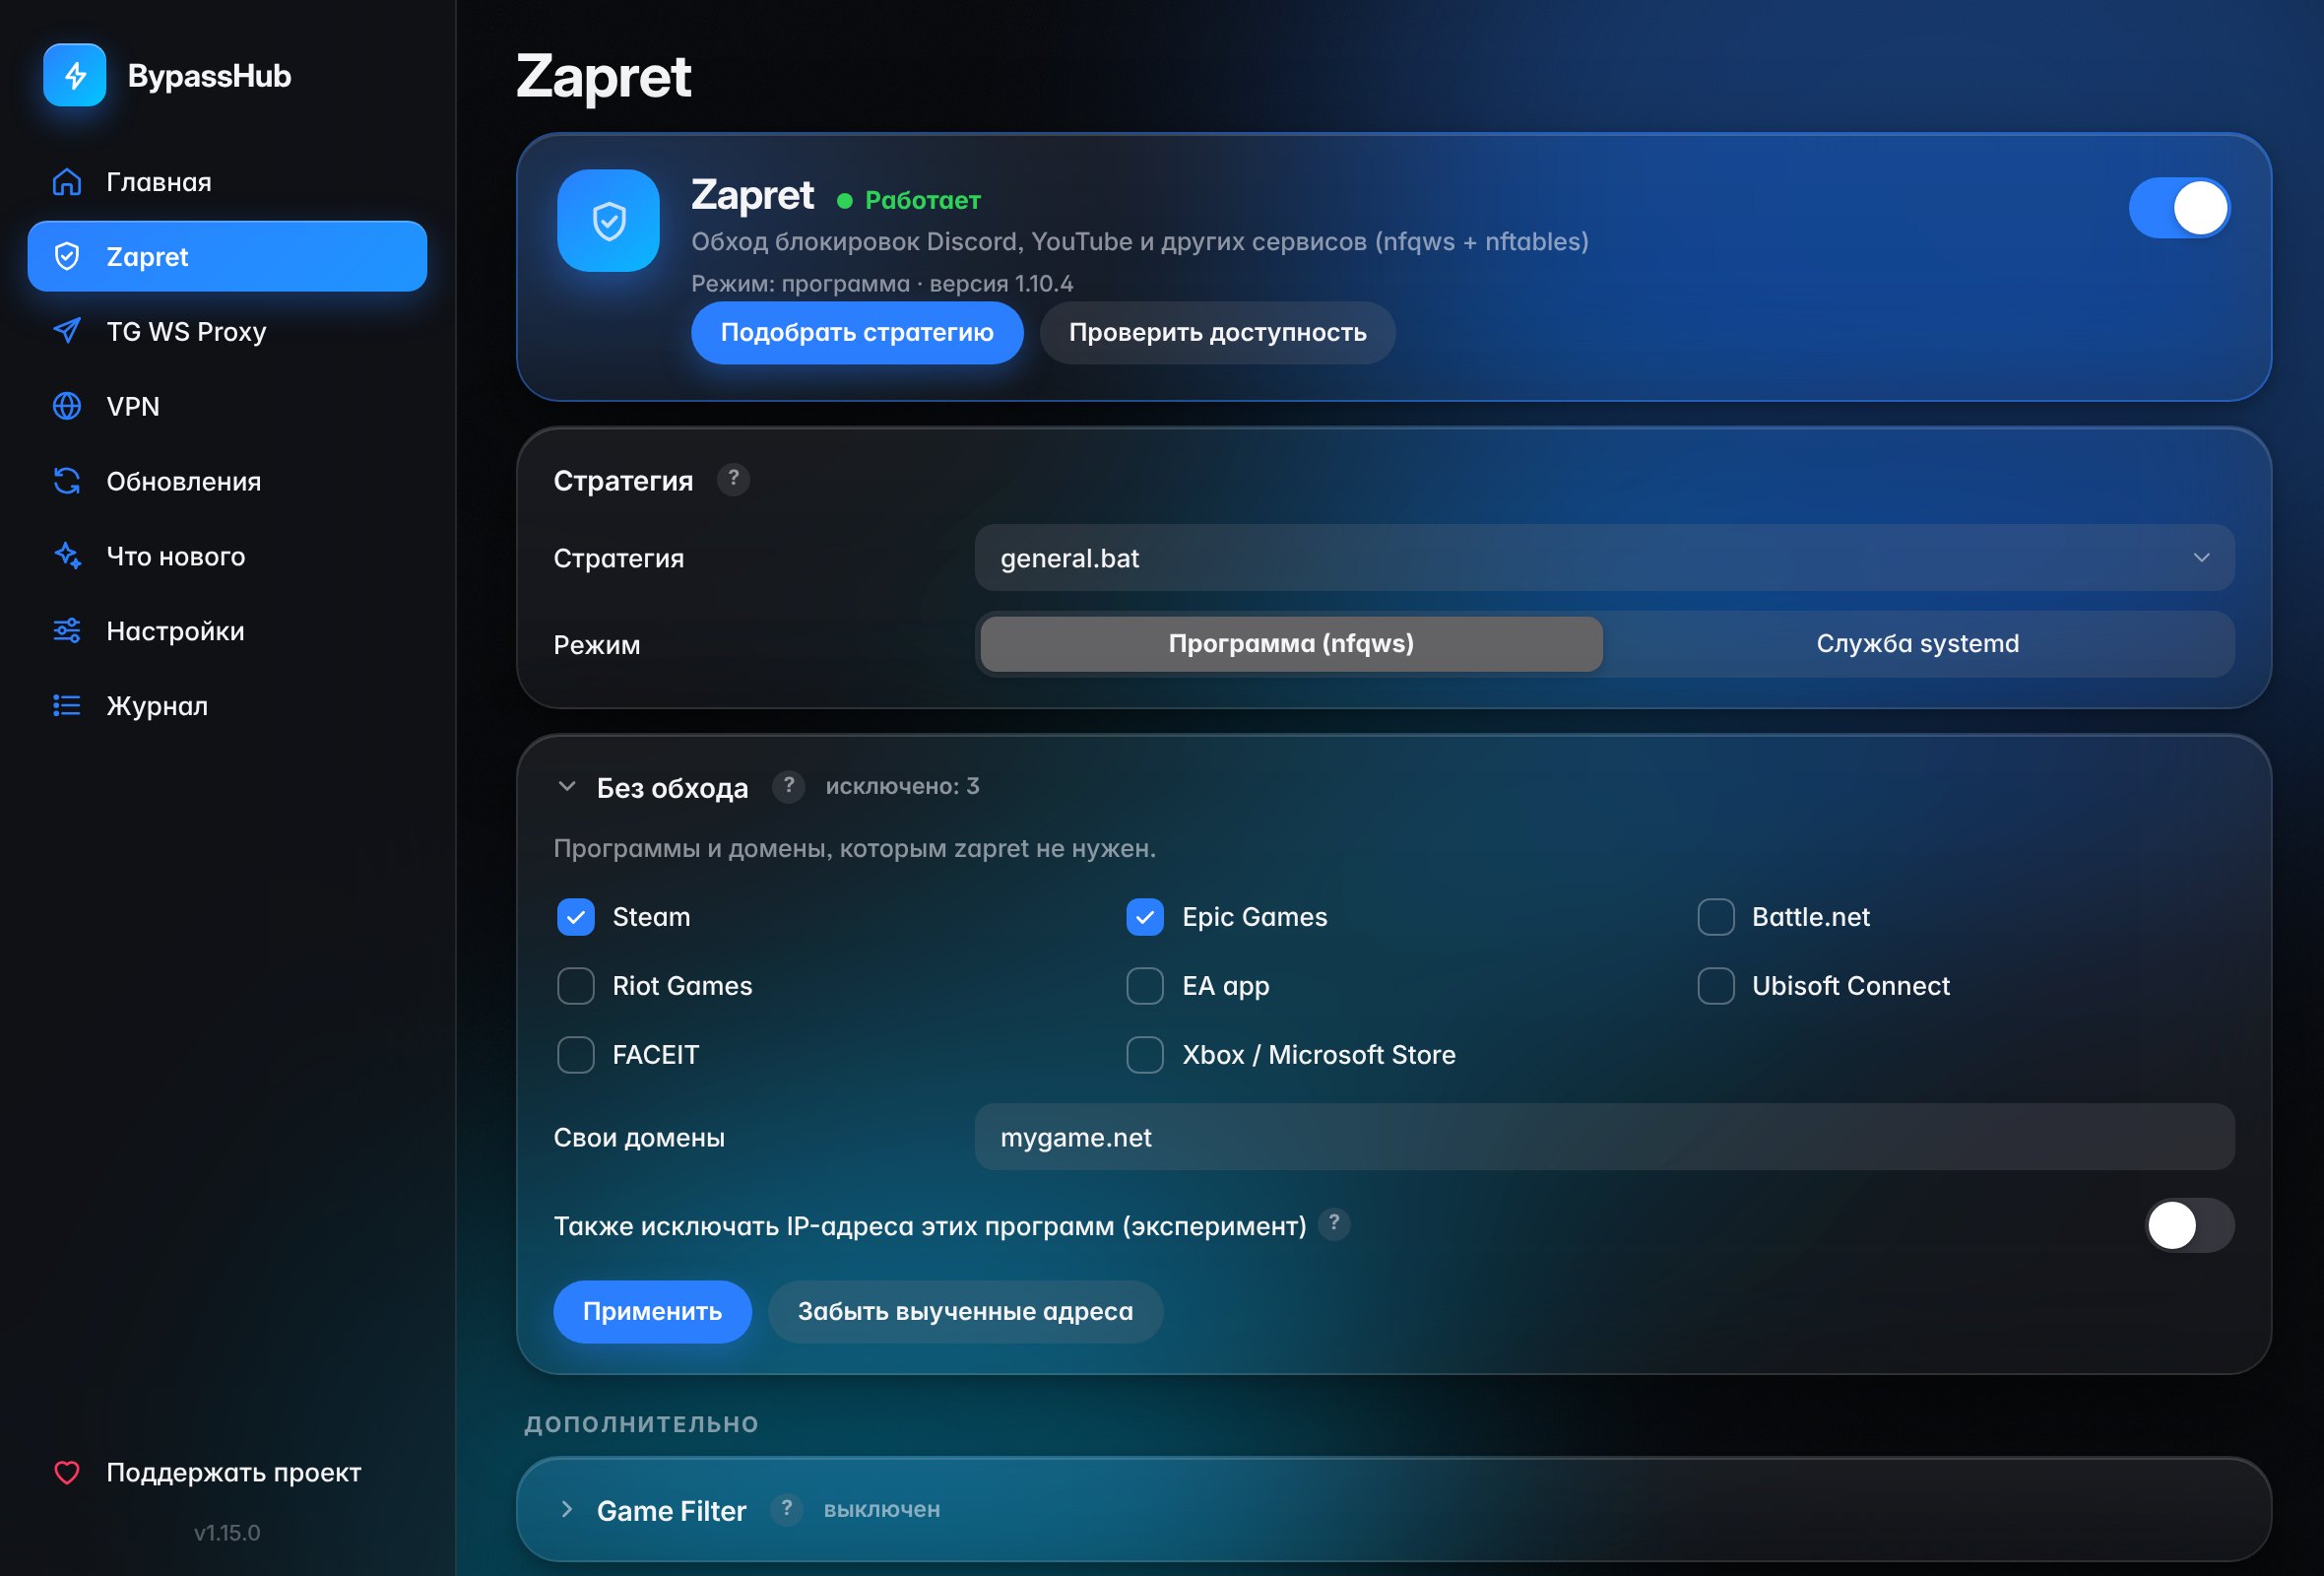 BypassHub
Главная
Zapret
TG WS Proxy
VPN
Обновления
Что нового
Настройки
Журнал
Поддержать проект
v1.15.0
Zapret
Zapret Работает
Обход блокировок Discord, YouTube и других сервисов (nfqws + nftables)
Режим: программа · версия 1.10.4
Подобрать стратегию Проверить доступность
Стратегия ?
Стратегия general.bat
Режим Программа (nfqws) Служба systemd
Без обхода ? исключено: 3
Программы и домены, которым zapret не нужен.
Steam Epic Games Battle.net
Riot Games EA app Ubisoft Connect
FACEIT Xbox / Microsoft Store
Свои домены mygame.net
Также исключать IP-адреса этих программ (эксперимент) ?
Применить Забыть выученные адреса
ДОПОЛНИТЕЛЬНО
Game Filter ? выключен